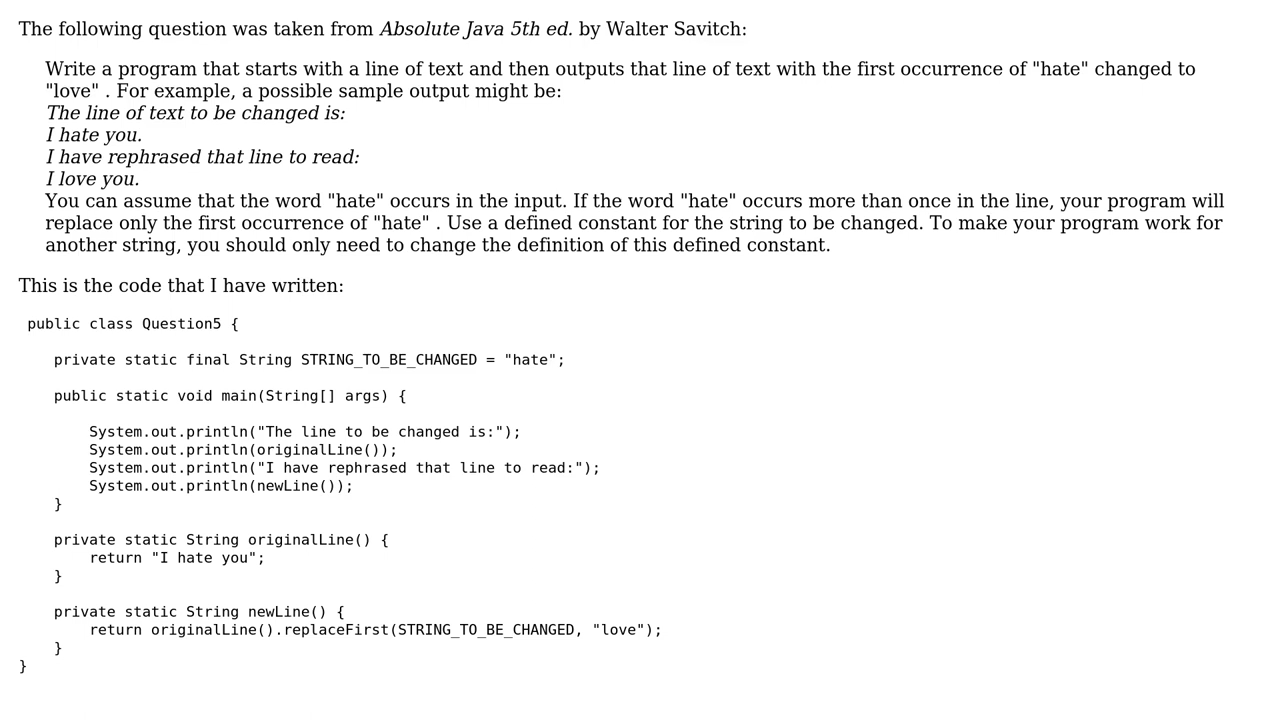 The following question was taken from Absolute Java 5th ed. by Walter Savitch:
Write a program that starts with a line of text and then outputs that line of text with the first occurrence of "hate" changed to
"love" . For example, a possible sample output might be:
The line of text to be changed is:
I hate you.
I have rephrased that line to read:
I love you.
You can assume that the word "hate" occurs in the input. If the word "hate" occurs more than once in the line, your program will
replace only the first occurrence of "hate" . Use a defined constant for the string to be changed. To make your program work for
another string, you should only need to change the definition of this defined constant.
This is the code that I have written:
public class Question5 {
    private static final String STRING_TO_BE_CHANGED = "hate";
    public static void main(String[] args) {
        System.out.println("The line to be changed is:");
        System.out.println(originalLine());
        System.out.println("I have rephrased that line to read:");
        System.out.println(newLine());
    }
    private static String originalLine() {
        return "I hate you";
    }
    private static String newLine() {
        return originalLine().replaceFirst(STRING_TO_BE_CHANGED, "love");
    }
}